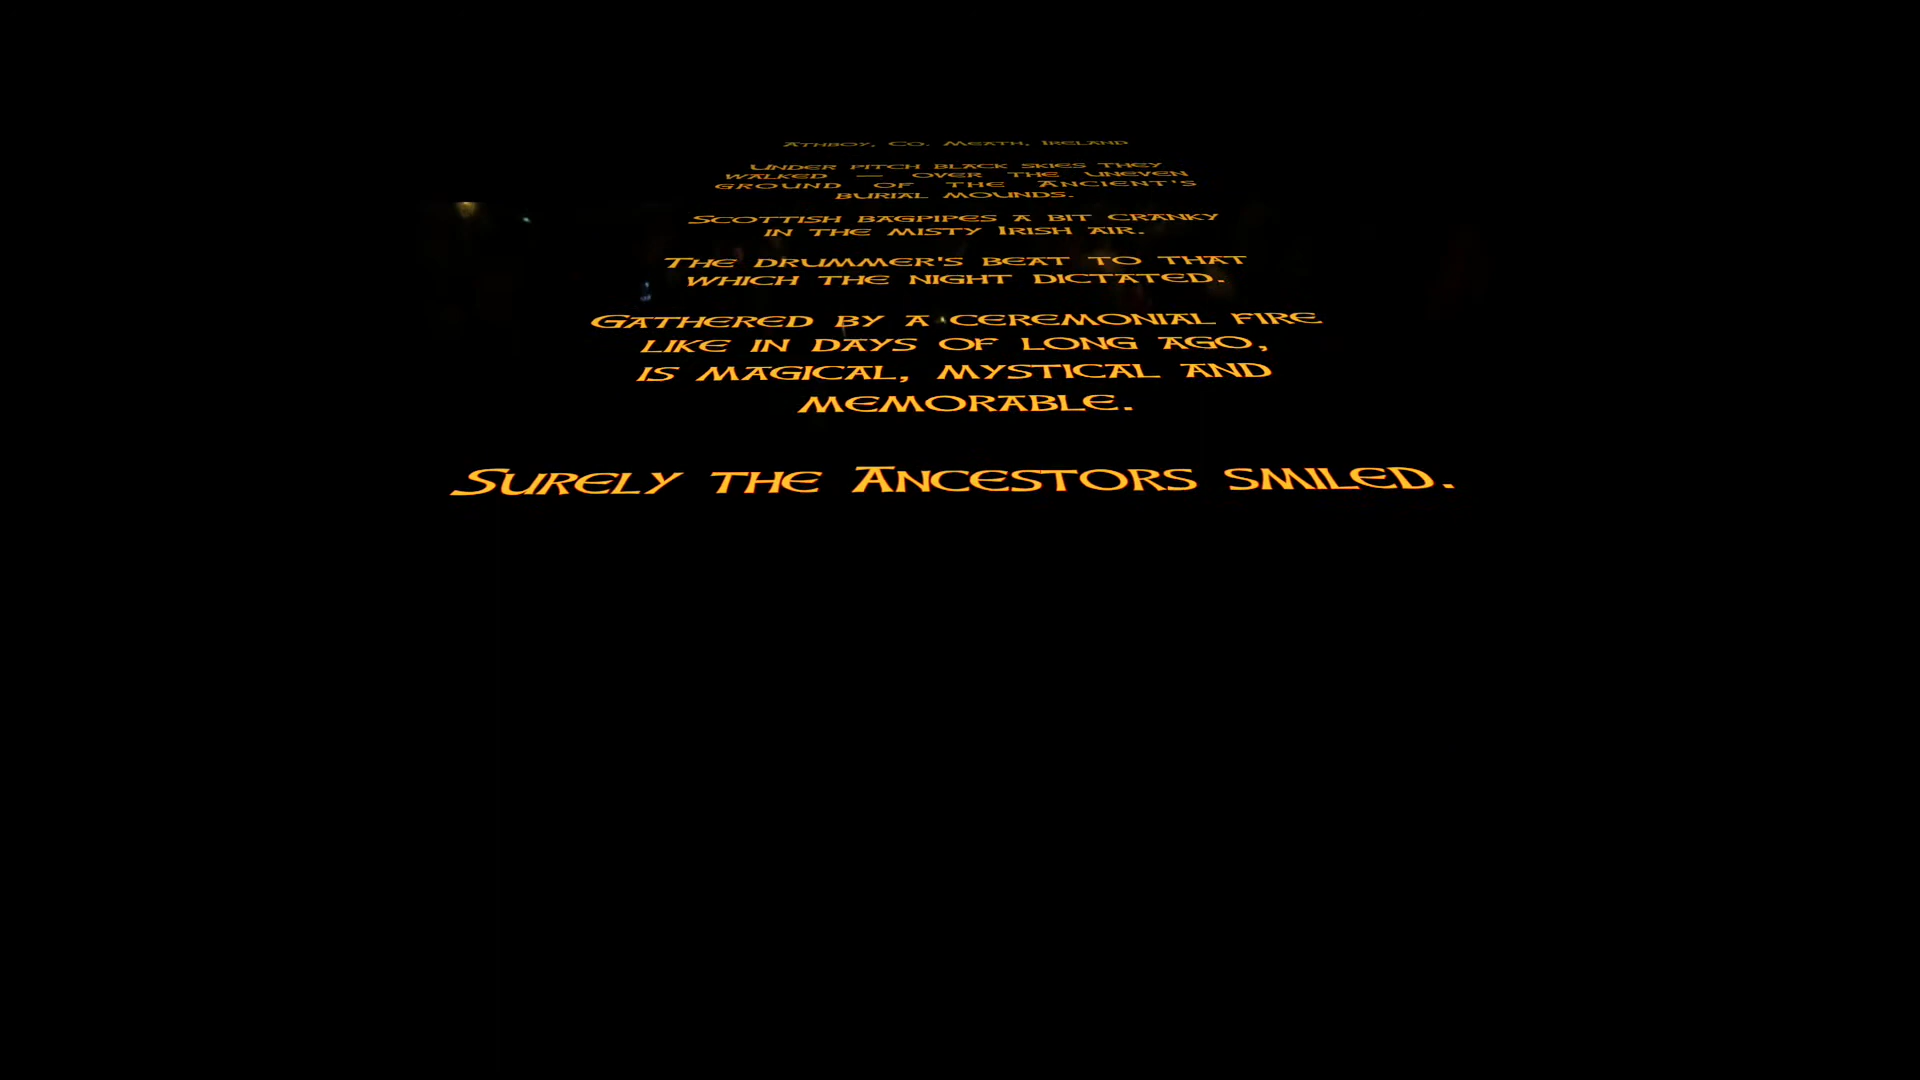 Athboy, Co. Meath, Ireland
Under pitch black skies they
walked — over the uneven
ground of the Ancient's
burial mounds.
Scottish bagpipes a bit cranky
in the misty Irish air.
The drummer's beat to that
which the night dictated.
Gathered by a ceremonial fire
like in days of long ago,
is magical, mystical and
memorable.
Surely the Ancestors smiled.